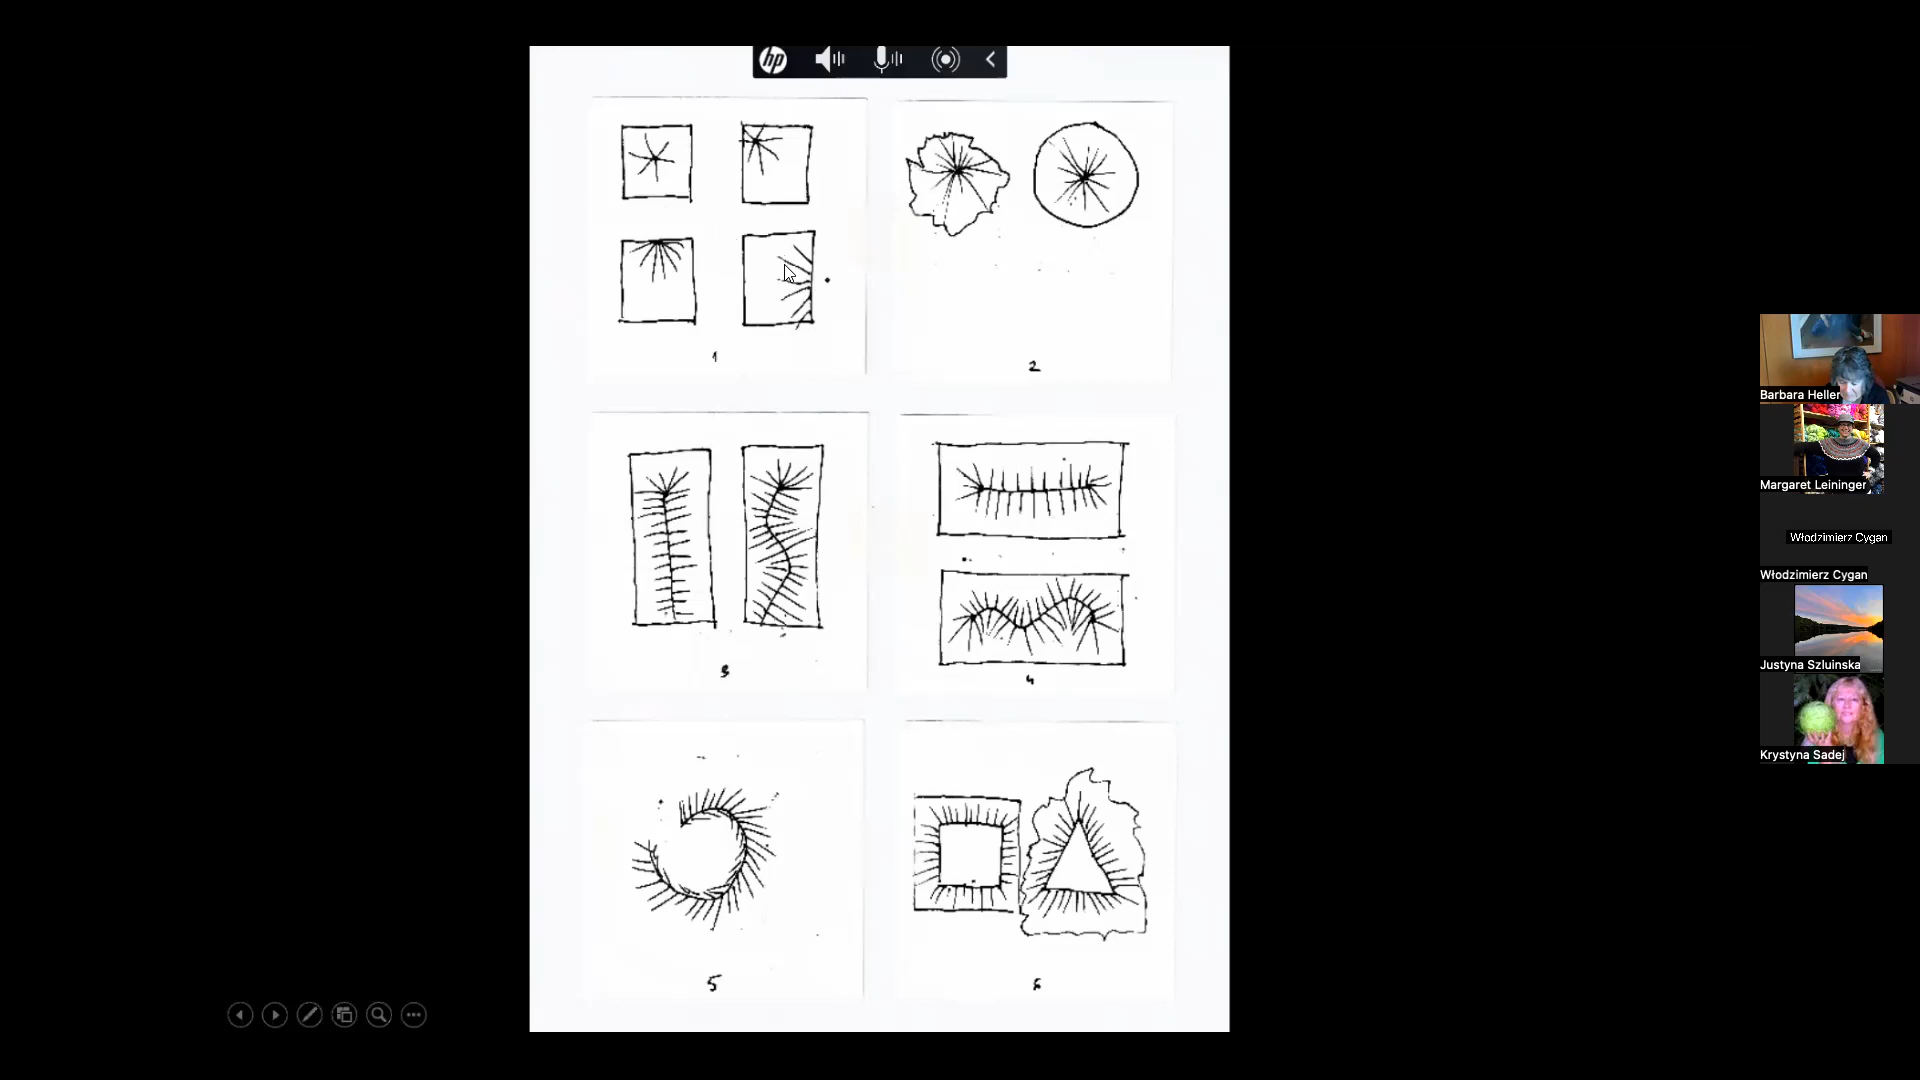 hp
1
2
3
4
5
6
Barbara Heller
Margaret Leininger
Włodzimierz Cygan
Włodzimierz Cygan
Justyna Szluinska
Krystyna Sadej